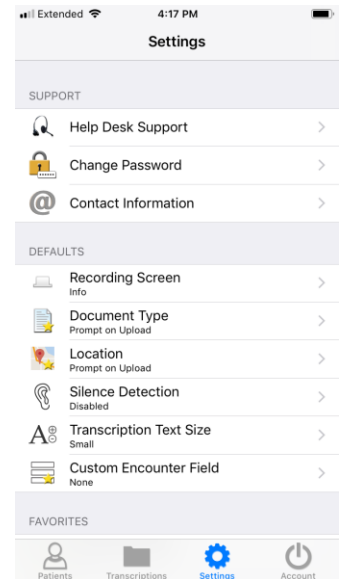 Extended 4:17 PM
Settings
SUPPORT
Help Desk Support
Change Password
@ Contact Information
DEFAULTS
Recording Screen
Info
Document Type
Prompt on Upload
Location
Prompt on Upload
Silence Detection
Disabled
A Transcription Text Size
Small
Custom Encounter Field
None
FAVORITES
Patients Transcriptions Settings Account